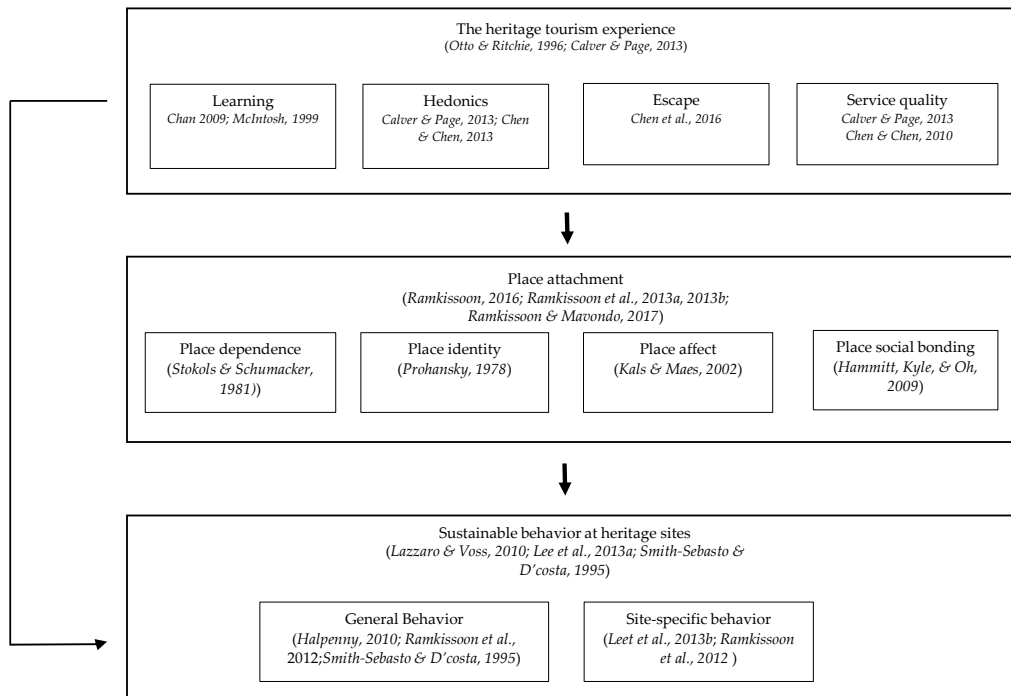 The heritage tourism experience
(Otto & Ritchie, 1996; Calver & Page, 2013)
Learning
Chan 2009; McIntosh, 1999
Hedonics
Calver & Page, 2013; Chen
& Chen, 2013
Escape
Chen et al., 2016
Service quality
Calver & Page, 2013
Chen & Chen, 2010
Place attachment
(Ramkissoon, 2016; Ramkissoon et al., 2013a, 2013b;
Ramkissoon & Mavondo, 2017)
Place dependence
(Stokols & Schumacker,
1981))
Place identity
(Prohansky, 1978)
Place affect
(Kals & Maes, 2002)
Place social bonding
(Hammitt, Kyle, & Oh,
2009)
Sustainable behavior at heritage sites
(Lazzaro & Voss, 2010; Lee et al., 2013a; Smith-Sebasto &
D'costa, 1995)
General Behavior
(Halpenny, 2010; Ramkissoon et al.,
2012;Smith-Sebasto & D'costa, 1995)
Site-specific behavior
(Leet et al., 2013b; Ramkissoon
et al., 2012 )